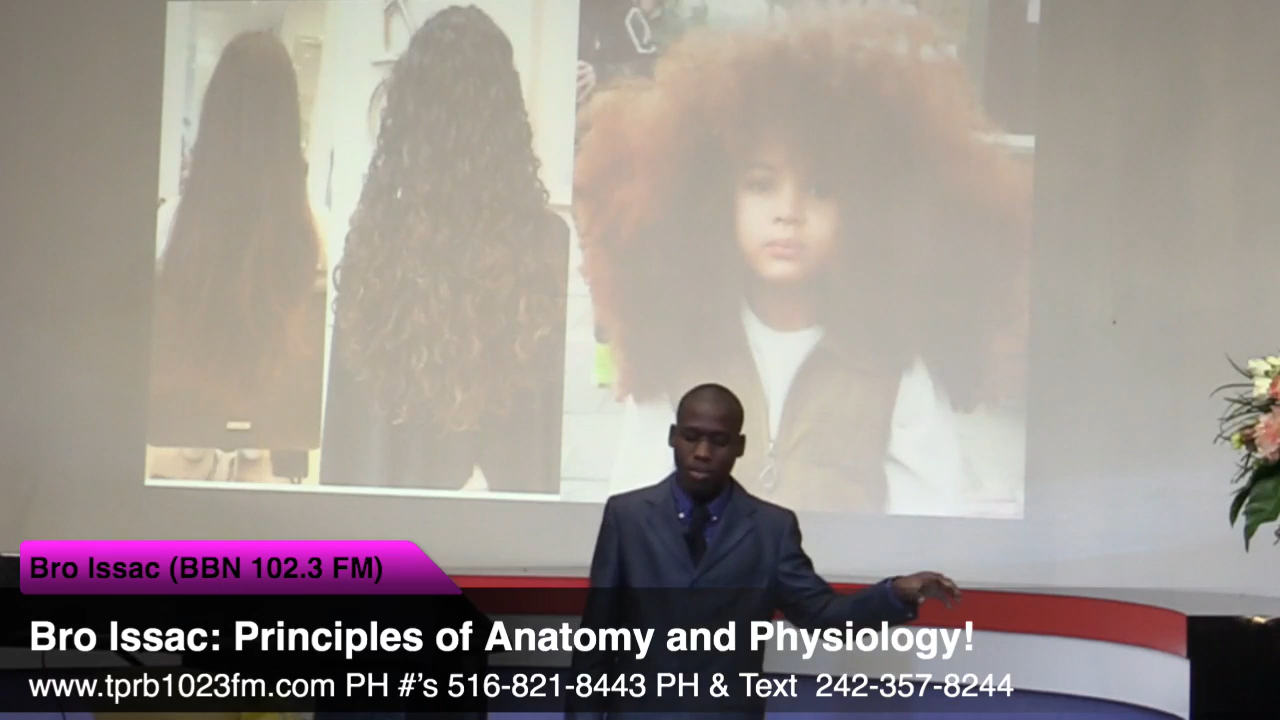 Bro Issac (BBN 102.3 FM)
Bro Issac: Principles of Anatomy and Physiology!
www.tprb1023fm.com PH #’s 516-821-8443 PH & Text  242-357-8244